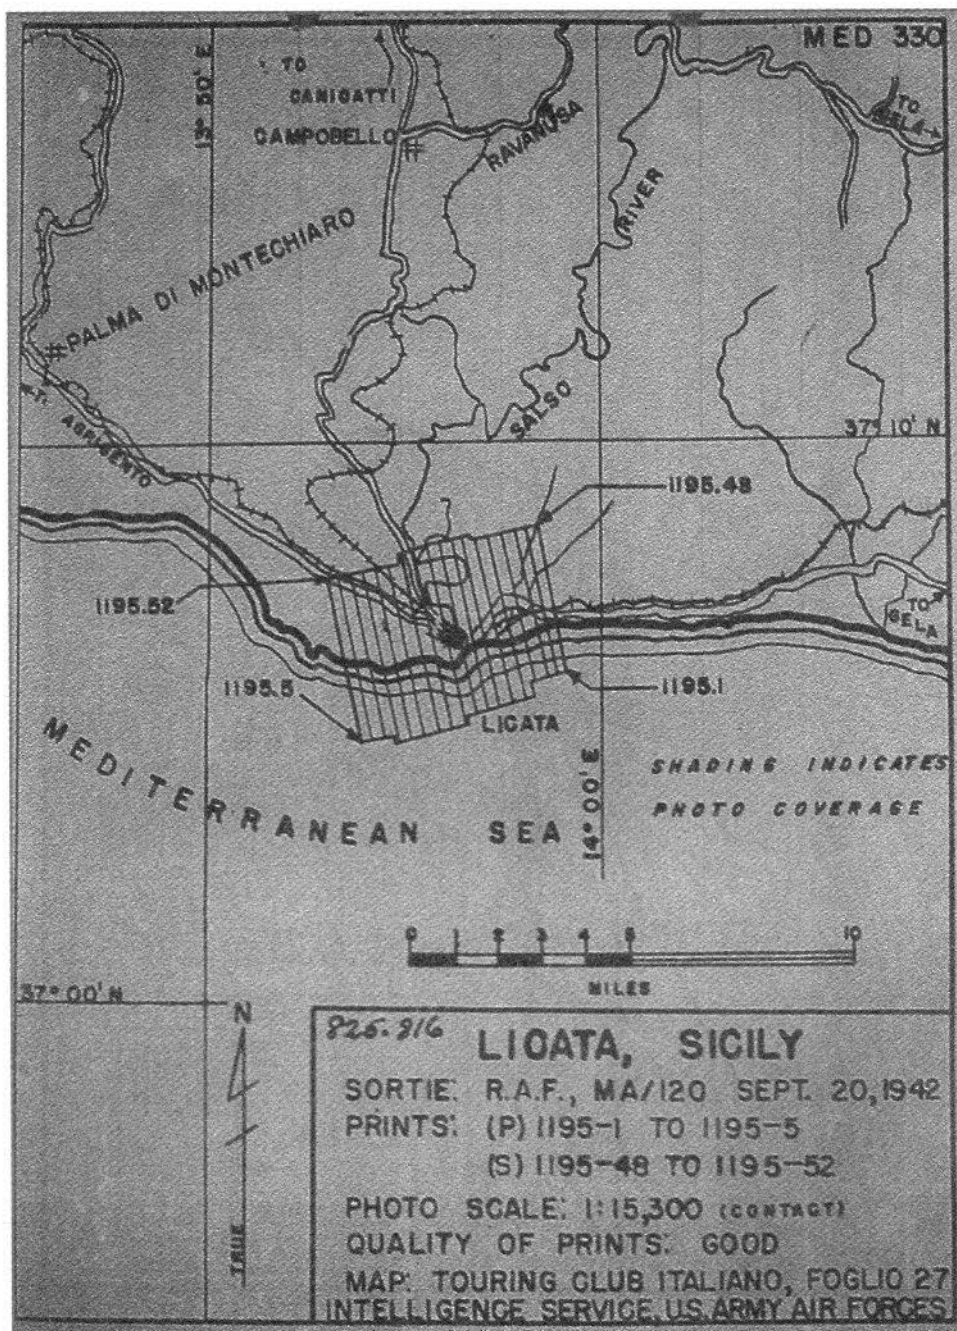 MED 330
13° 50' E
TO
CANICATTI
CAMPOBELLO
RAVANUSA
TO
GELA
RIVER
PALMA DI MONTECHIARO
TO AGRIGENTO
SALSO
37° 10' N
1195.48
1195.52
TO
GELA
1195.5
1195.1
LICATA
MEDITERRANEAN SEA
14° 00' E
SHADING INDICATES
PHOTO COVERAGE
0 1 2 3 4 5 10
MILES
37° 00' N
N
TRUE
825.816
LICATA, SICILY
SORTIE: R.A.F., MA/120 SEPT. 20, 1942
PRINTS: (P) 1195-1 TO 1195-5
(S) 1195-48 TO 1195-52
PHOTO SCALE: 1:15,300 (CONTACT)
QUALITY OF PRINTS: GOOD
MAP: TOURING CLUB ITALIANO, FOGLIO 27
INTELLIGENCE SERVICE, U.S. ARMY AIR FORCES